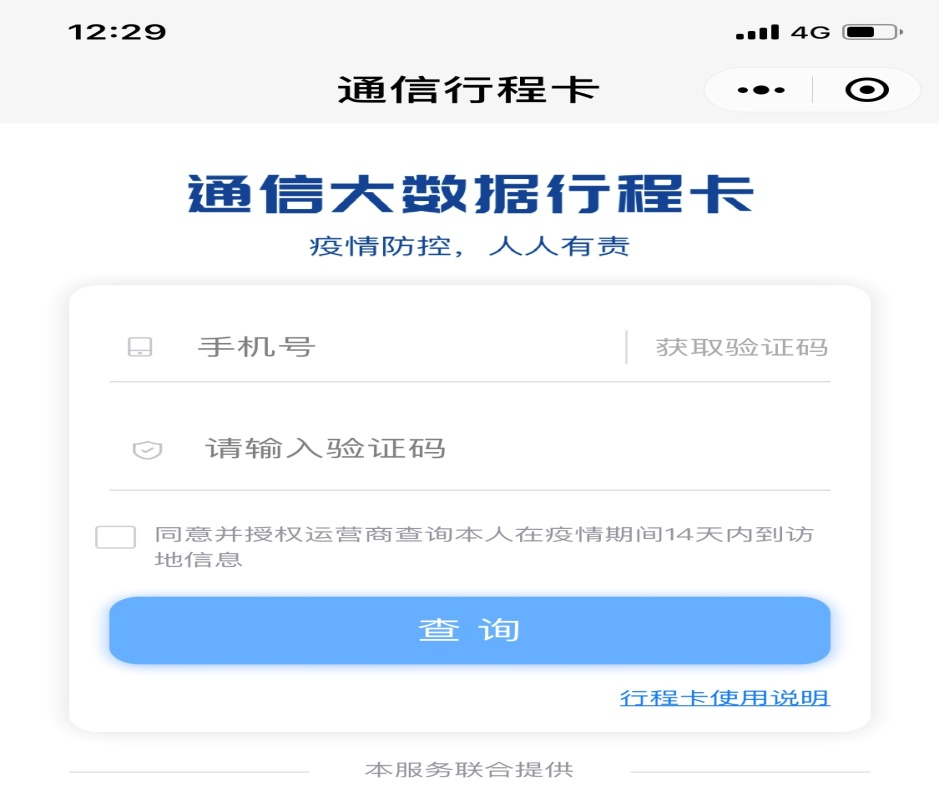 12:29
4G
通信行程卡
通信大数据行程卡
疫情防控，人人有责
手机号
获取验证码
请输入验证码
同意并授权运营商查询本人在疫情期间14天内到访
地信息
查 询
行程卡使用说明
本服务联合提供